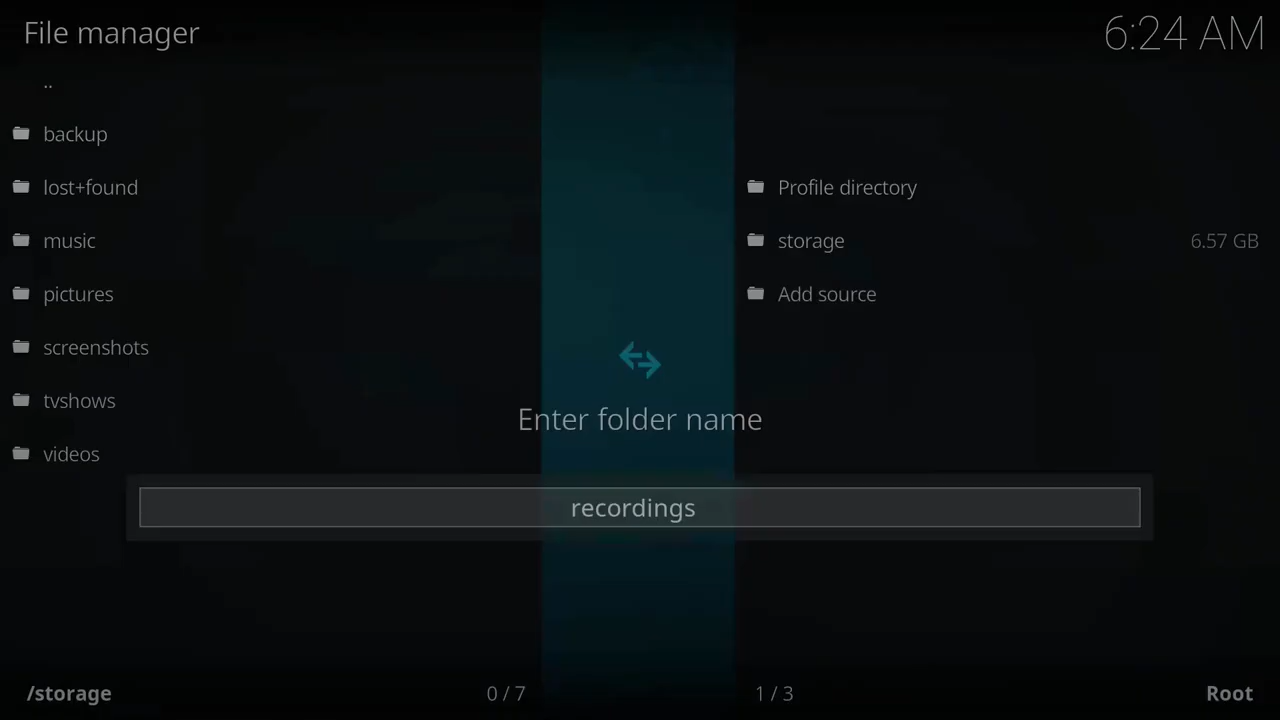 File manager
6:24 AM
..
backup
lost+found
music
pictures
screenshots
tvshows
videos
Profile directory
storage 6.57 GB
Add source
Enter folder name
recordings
/storage
0 / 7
1 / 3
Root